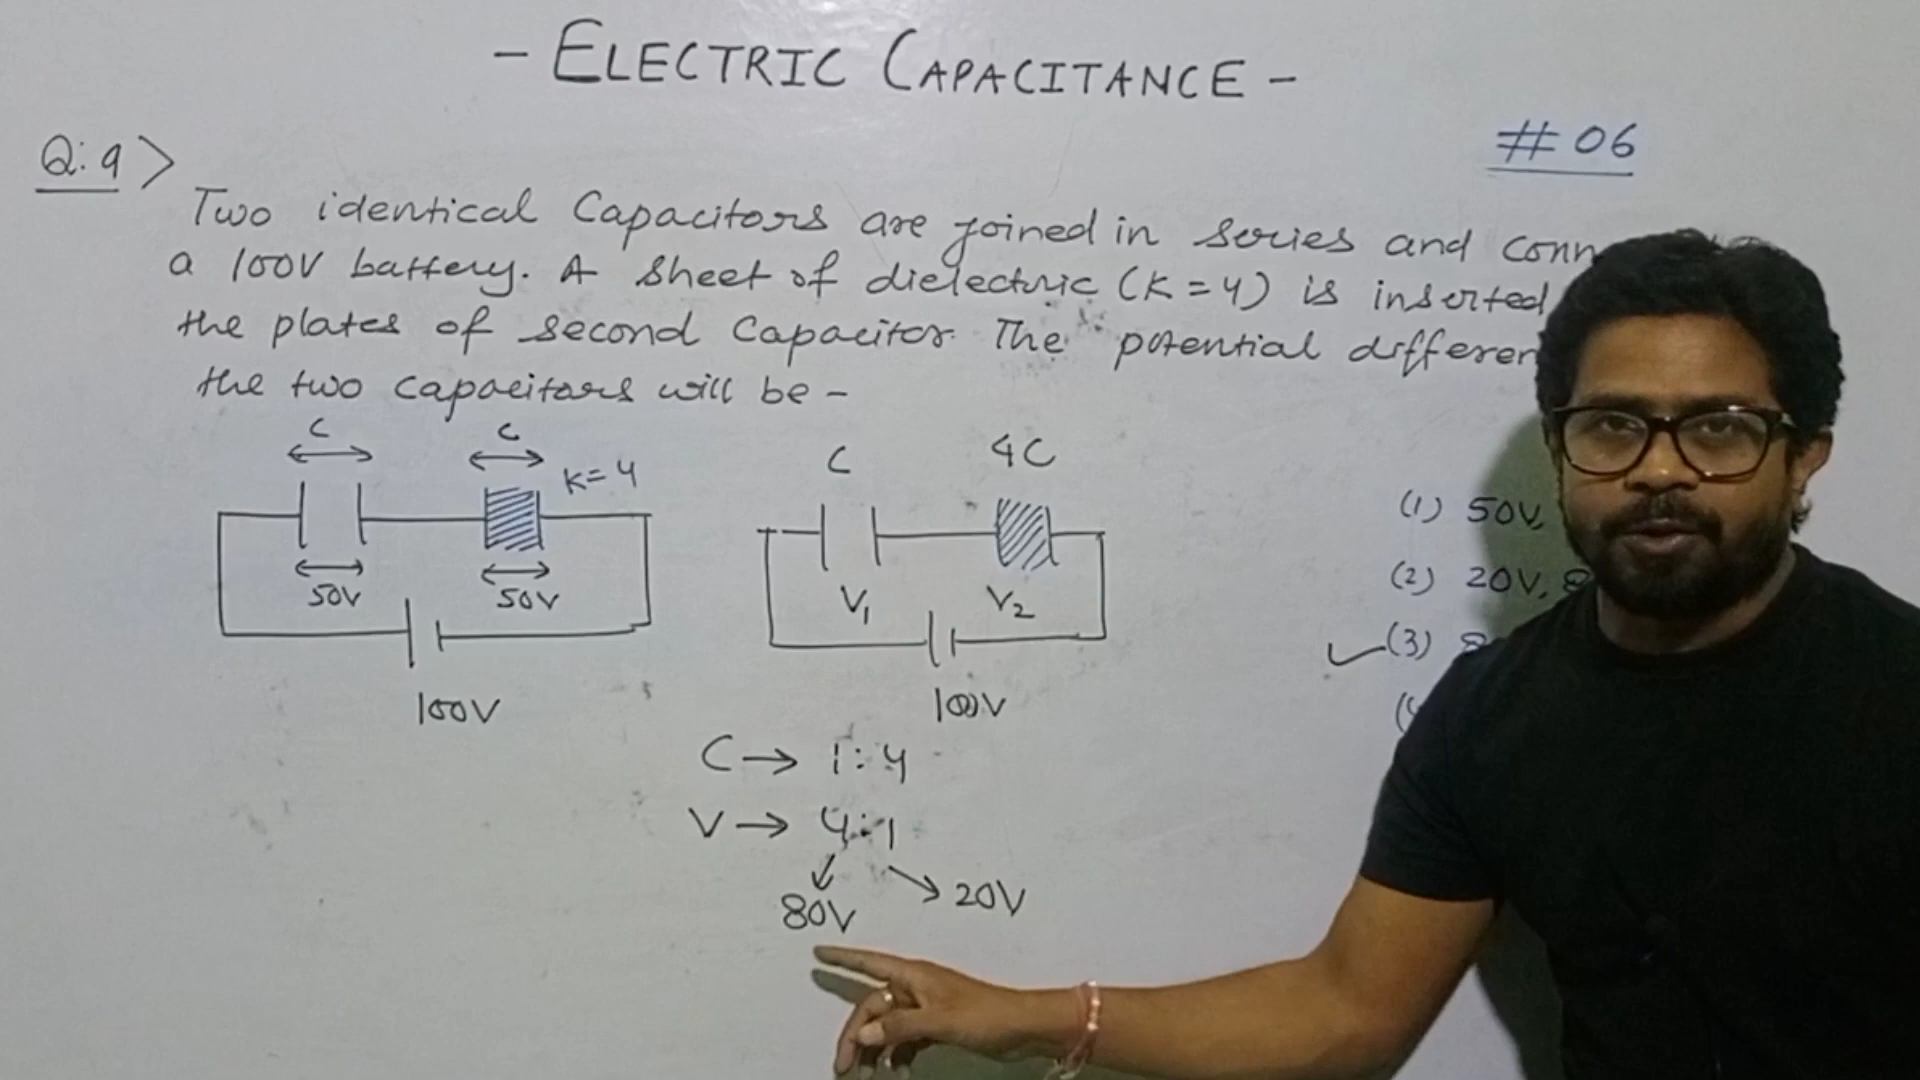 - ELECTRIC CAPACITANCE -
# 06
Q:9>
Two identical Capacitors are joined in series and
a 100V battery. A sheet of dielectric (K=4) is inserted
the plates of second Capacitor. The potential
the two capacitors will be -
C C
K=4
50V 50V
100V
C 4C
V₁ V₂
100V
C → 1:4
V → 4:1
80V 20V
(1) 50V,
(2) 20V,
✓(3)